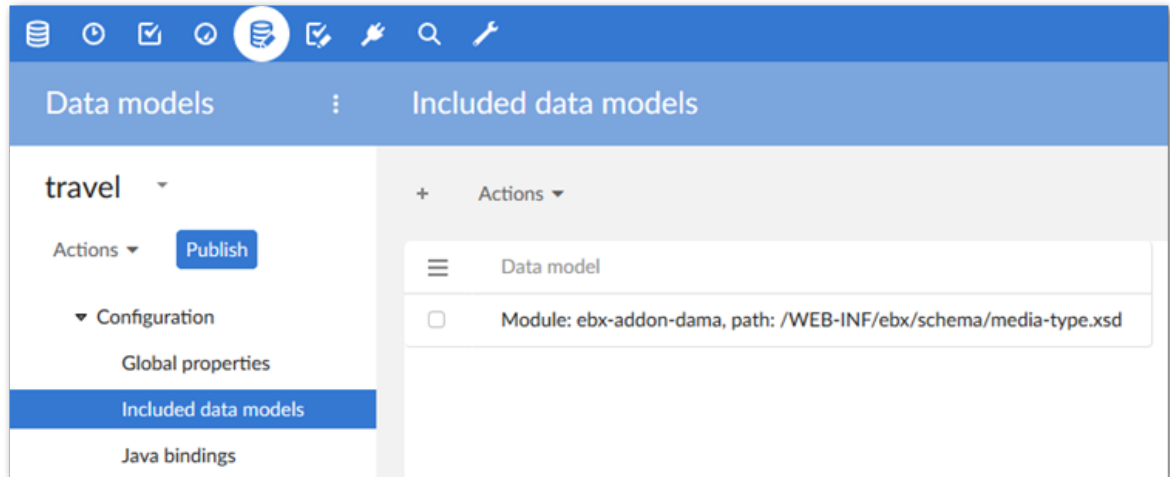 Data models
Included data models
travel
Actions
Publish
Actions
Data model
Configuration
Module: ebx-addon-dama, path: /WEB-INF/ebx/schema/media-type.xsd
Global properties
Included data models
Java bindings